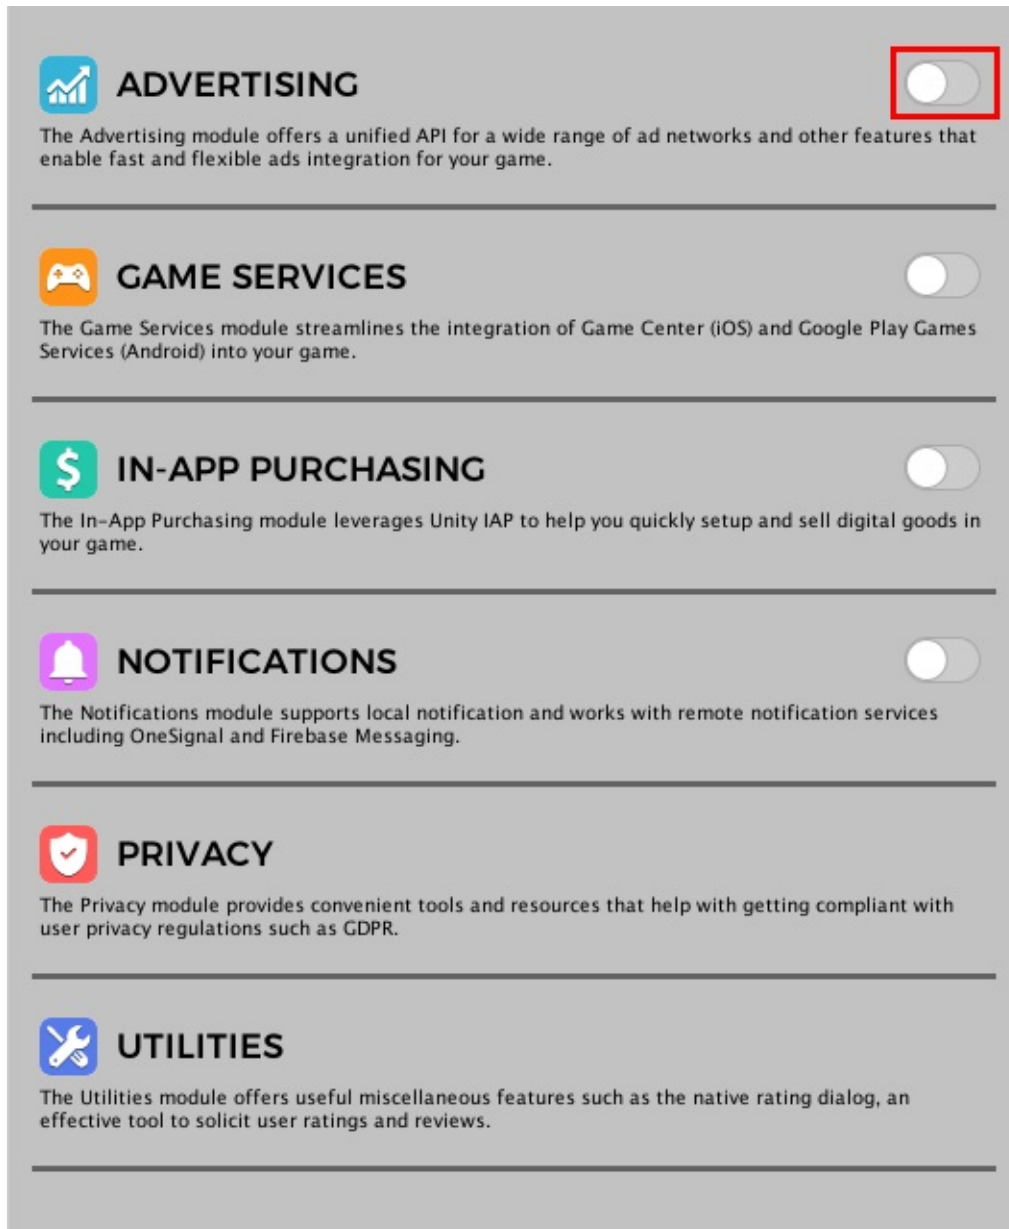 ADVERTISING
The Advertising module offers a unified API for a wide range of ad networks and other features that
enable fast and flexible ads integration for your game.
GAME SERVICES
The Game Services module streamlines the integration of Game Center (iOS) and Google Play Games
Services (Android) into your game.
IN-APP PURCHASING
The In-App Purchasing module leverages Unity IAP to help you quickly setup and sell digital goods in
your game.
NOTIFICATIONS
The Notifications module supports local notification and works with remote notification services
including OneSignal and Firebase Messaging.
PRIVACY
The Privacy module provides convenient tools and resources that help with getting compliant with
user privacy regulations such as GDPR.
UTILITIES
The Utilities module offers useful miscellaneous features such as the native rating dialog, an
effective tool to solicit user ratings and reviews.